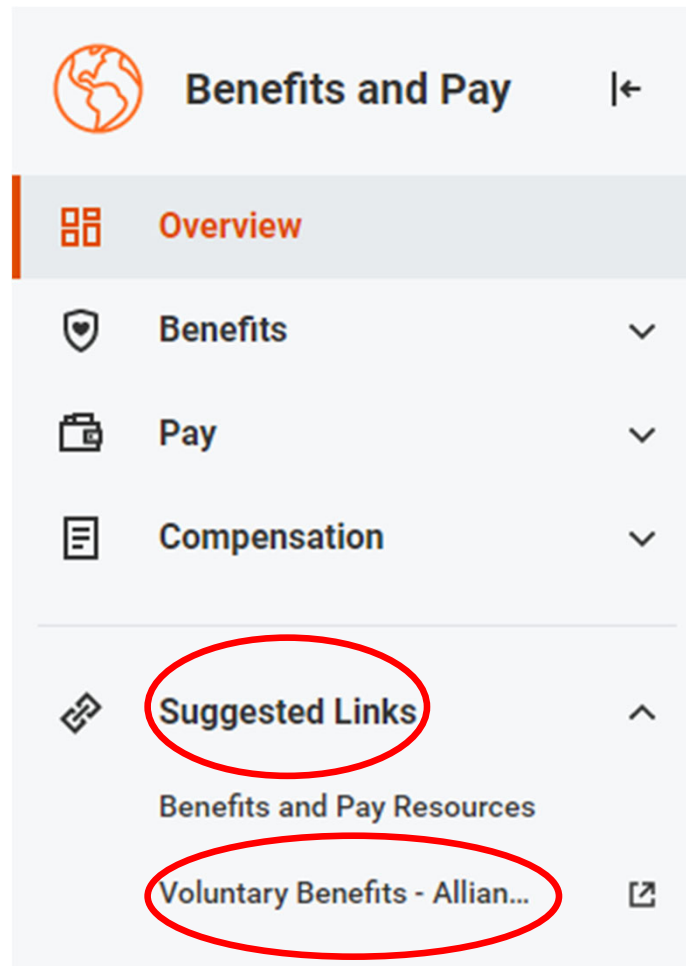 Benefits and Pay
Overview
Benefits
Pay
Compensation
Suggested Links
Benefits and Pay Resources
Voluntary Benefits - Allian...